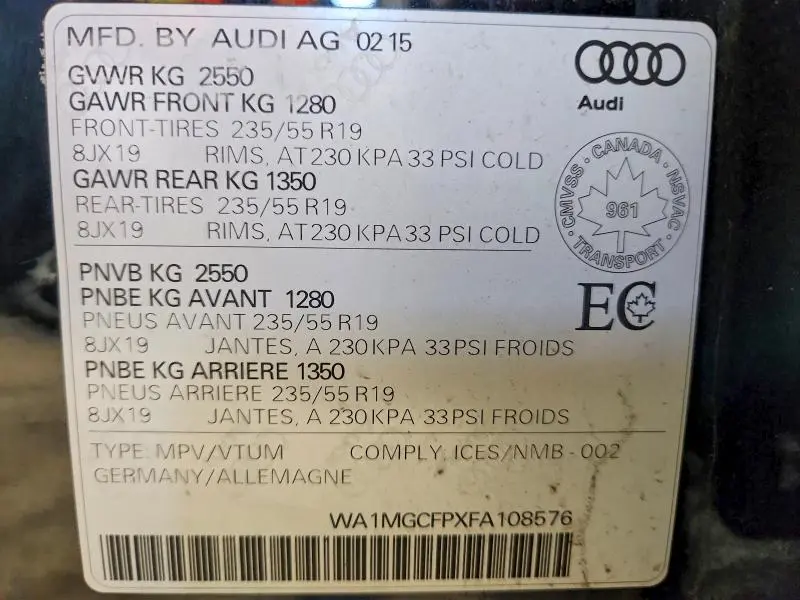 MFD. BY AUDI AG 02 15
GVWR KG 2550
GAWR FRONT KG 1280
FRONT-TIRES 235/55 R19
8JX19 RIMS, AT 230 KPA 33 PSI COLD
GAWR REAR KG 1350
REAR-TIRES 235/55 R19
8JX19 RIMS, AT 230 KPA 33 PSI COLD
Audi
CANADA
CMVSS · NSVAC
961
TRANSPORT
PNVB KG 2550
PNBE KG AVANT 1280
PNEUS AVANT 235/55 R19
8JX19 JANTES, A 230 KPA 33 PSI FROIDS
PNBE KG ARRIERE 1350
PNEUS ARRIERE 235/55 R19
8JX19 JANTES, A 230 KPA 33 PSI FROIDS
EC
TYPE: MPV/VTUM COMPLY: ICES/NMB - 002
GERMANY/ALLEMAGNE
WA1MGCFPXFA108576